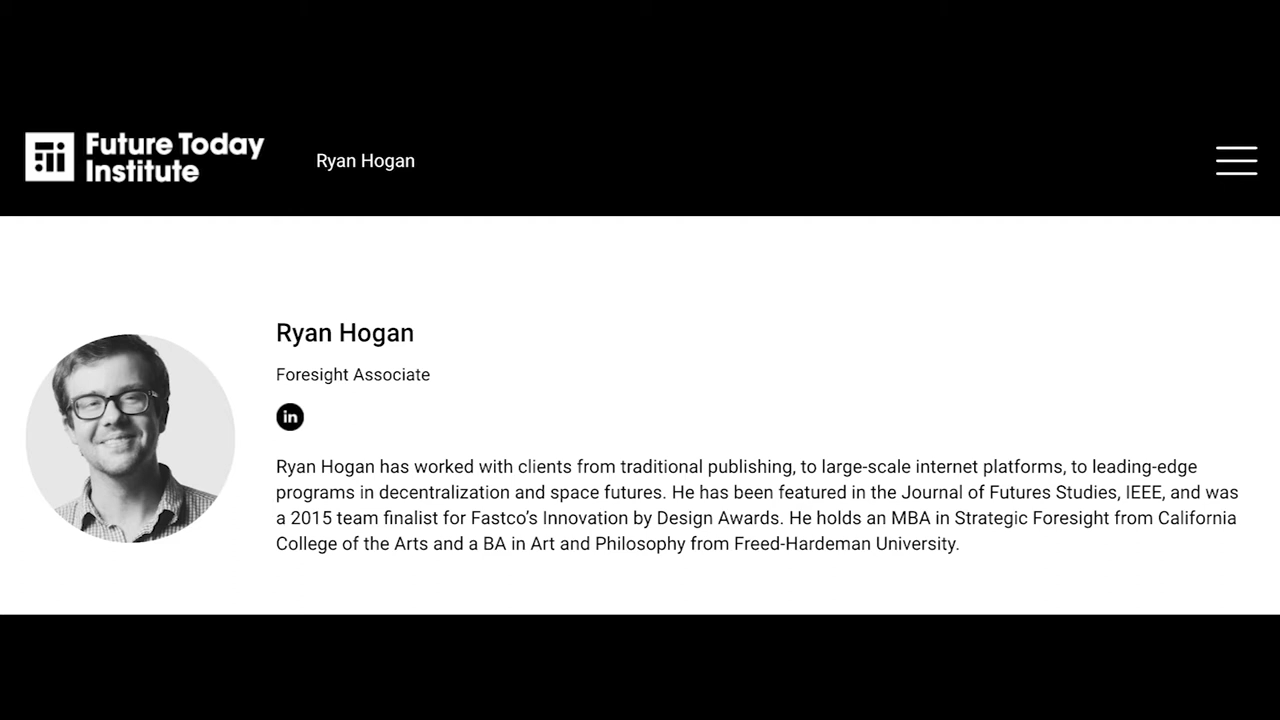 Future Today
Institute
Ryan Hogan
Ryan Hogan
Foresight Associate
in
Ryan Hogan has worked with clients from traditional publishing, to large-scale internet platforms, to leading-edge
programs in decentralization and space futures. He has been featured in the Journal of Futures Studies, IEEE, and was
a 2015 team finalist for Fastco’s Innovation by Design Awards. He holds an MBA in Strategic Foresight from California
College of the Arts and a BA in Art and Philosophy from Freed-Hardeman University.